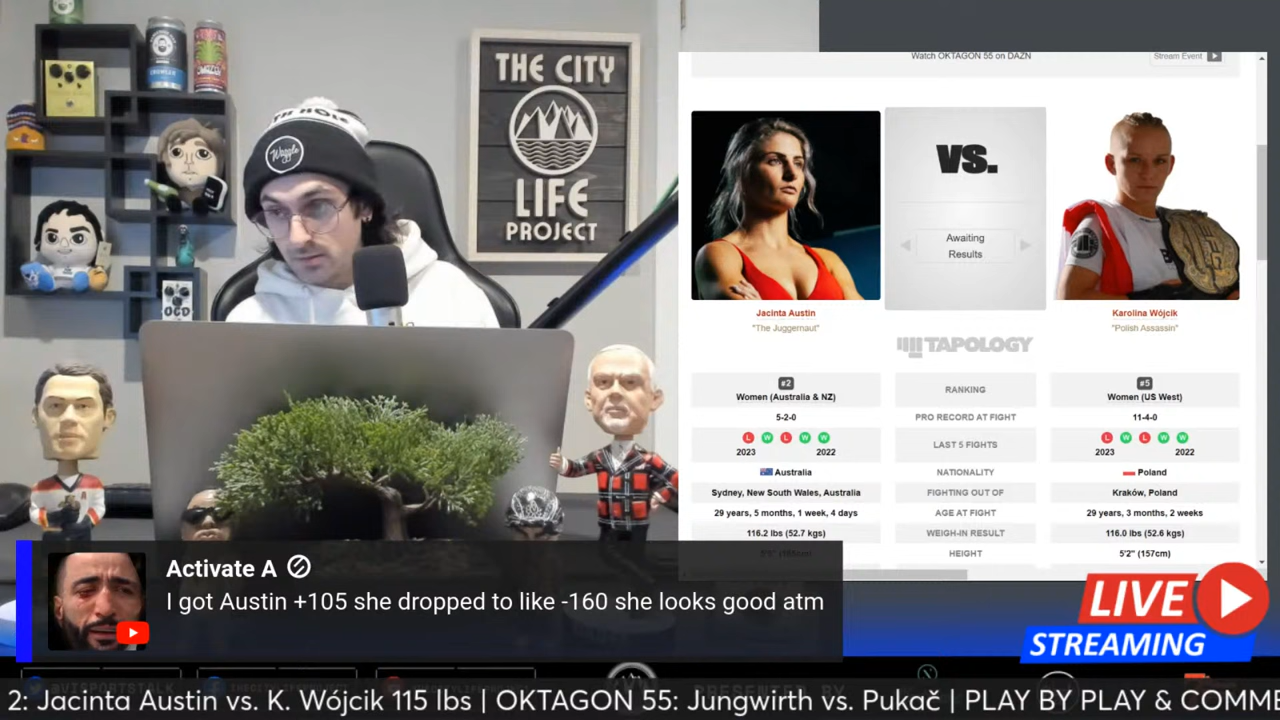 Watch OKTAGON 55 on DAZN
Stream Event
THE CITY
LIFE
PROJECT
Waggle
OCD
VS.
Awaiting
Results
Jacinta Austin
"The Juggernaut"
Karolina Wójcik
"Polish Assassin"
TAPOLOGY
#2
Women (Australia & NZ)
RANKING
#5
Women (US West)
5-2-0
PRO RECORD AT FIGHT
11-4-0
L W L W W
2023 2022
LAST 5 FIGHTS
L W L W W
2023 2022
Australia
NATIONALITY
Poland
Sydney, New South Wales, Australia
FIGHTING OUT OF
Kraków, Poland
29 years, 5 months, 1 week, 4 days
AGE AT FIGHT
29 years, 3 months, 2 weeks
116.2 lbs (52.7 kgs)
WEIGH-IN RESULT
116.0 lbs (52.6 kgs)
HEIGHT
5'2" (157cm)
Activate A
I got Austin +105 she dropped to like -160 she looks good atm
LIVE
STREAMING
2: Jacinta Austin vs. K. Wójcik 115 lbs | OKTAGON 55: Jungwirth vs. Pukač | PLAY BY PLAY & COMME